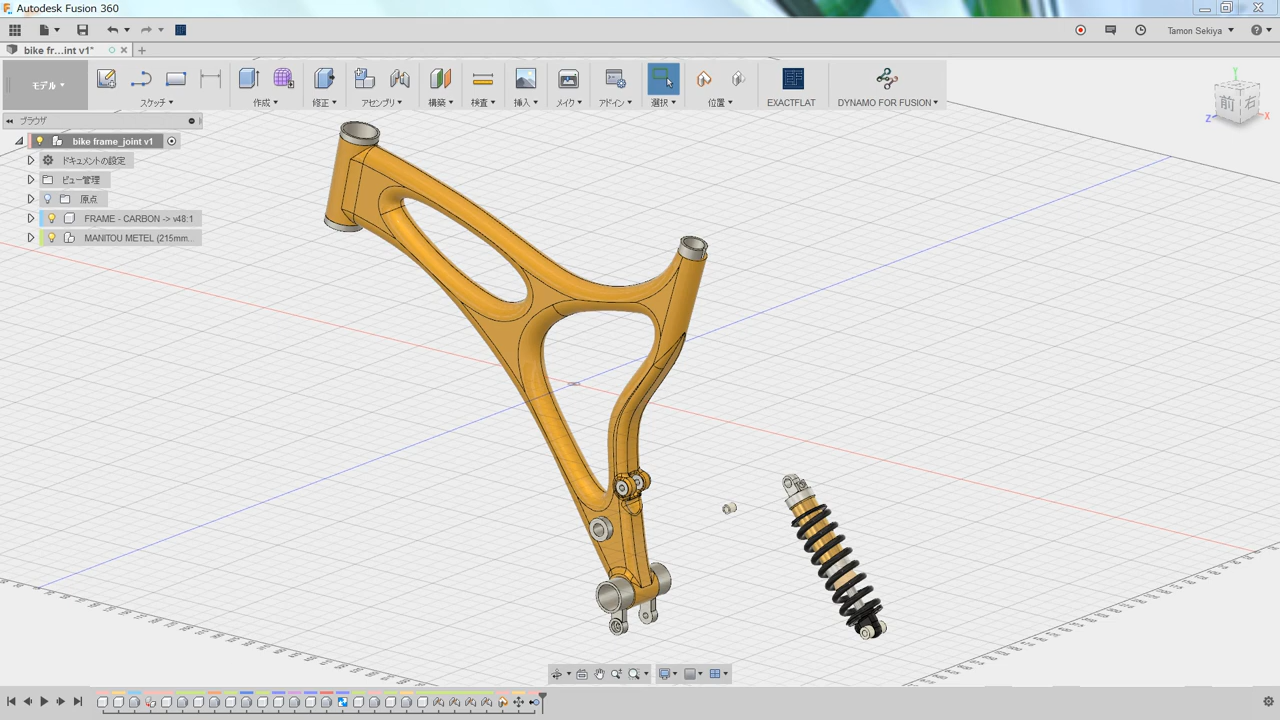 Autodesk Fusion 360
bike fr...int v1*
Tamon Sekiya
モデル
スケッチ
作成
修正
アセンブリ
構築
検査
挿入
メイク
アドイン
選択
位置
EXACTFLAT
DYNAMO FOR FUSION
ブラウザ
bike frame_joint v1
ドキュメントの設定
ビュー管理
原点
FRAME - CARBON -> v48:1
MANITOU METEL (215mm...
Y
前
右
Z
X